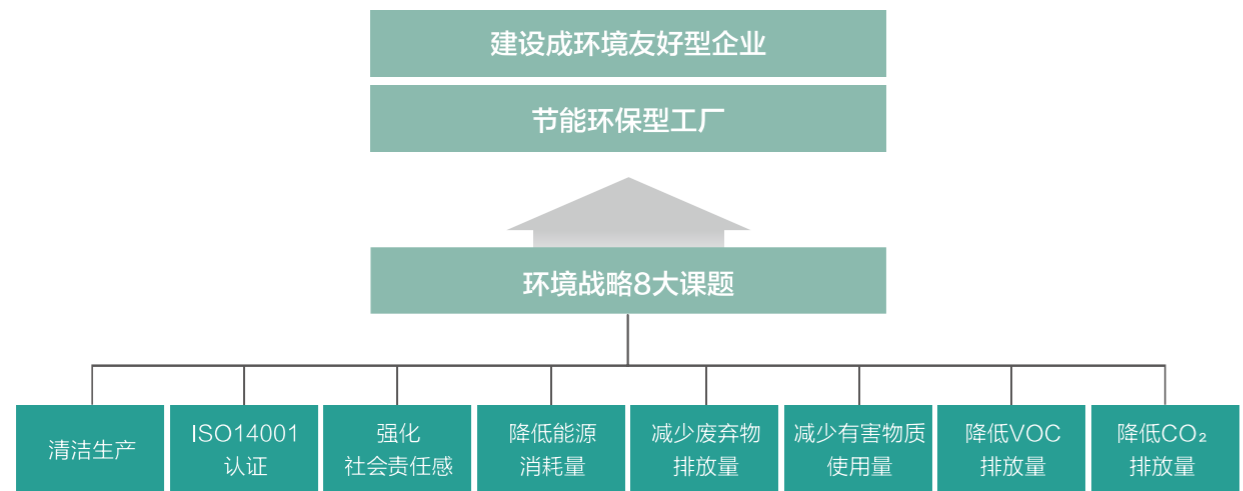 建设成环境友好型企业
节能环保型工厂
环境战略8大课题
清洁生产
ISO14001
认证
强化
社会责任感
降低能源
消耗量
减少废弃物
排放量
减少有害物质
使用量
降低VOC
排放量
降低CO₂
排放量